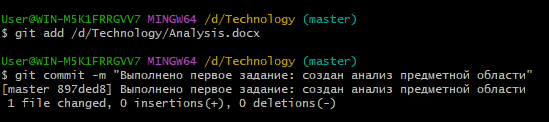 User@WIN-M5K1FRRGVV7 MINGW64 /d/Technology (master)
$ git add /d/Technology/Analysis.docx
User@WIN-M5K1FRRGVV7 MINGW64 /d/Technology (master)
$ git commit -m "Выполнено первое задание: создан анализ предметной области"
[master 897ded8] Выполнено первое задание: создан анализ предметной области
1 file changed, 0 insertions(+), 0 deletions(-)